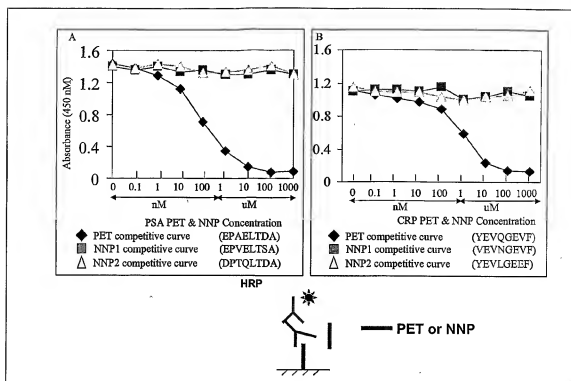 A
B
1.6
1.2
0.8
0.4
0
Absorbance (450 nM)
0 0.1 1 10 100 1 10 100 1000
nM uM
PSA PET & NNP Concentration
PET competitive curve (EPAELTDA)
NNP1 competitive curve (EPVELTSA)
NNP2 competitive curve (DPTQLTDA)
1.6
1.2
0.8
0.4
0
0 0.1 1 10 100 1 10 100 1000
nM uM
CRP PET & NNP Concentration
PET competitive curve (YEVQGEVF)
NNP1 competitive curve (VEVNGEVF)
NNP2 competitive curve (YEVLGEEF)
HRP
PET or NNP